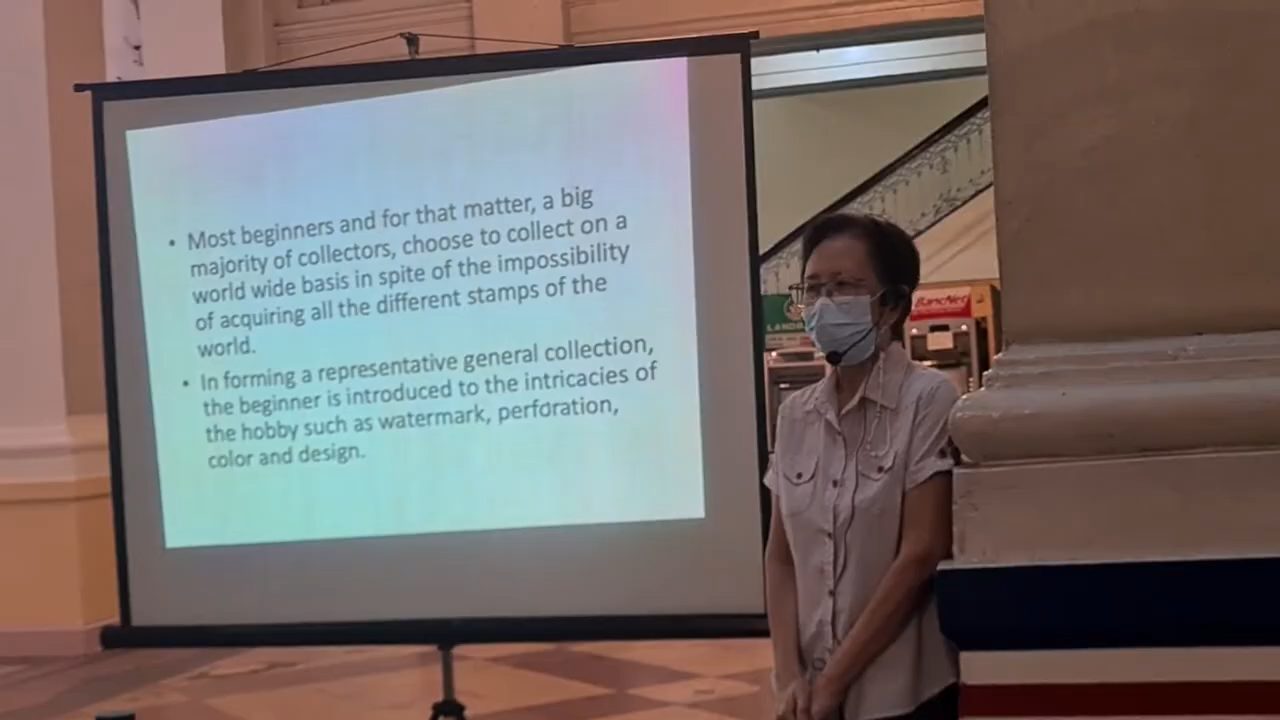 • Most beginners and for that matter, a big
majority of collectors, choose to collect on a
world wide basis in spite of the impossibility
of acquiring all the different stamps of the
world.
• In forming a representative general collection,
the beginner is introduced to the intricacies of
the hobby such as watermark, perforation,
color and design.
BancNet